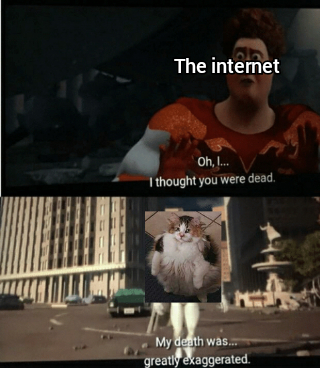 The internet
Oh, I...
I thought you were dead.
My death was...
greatly exaggerated.